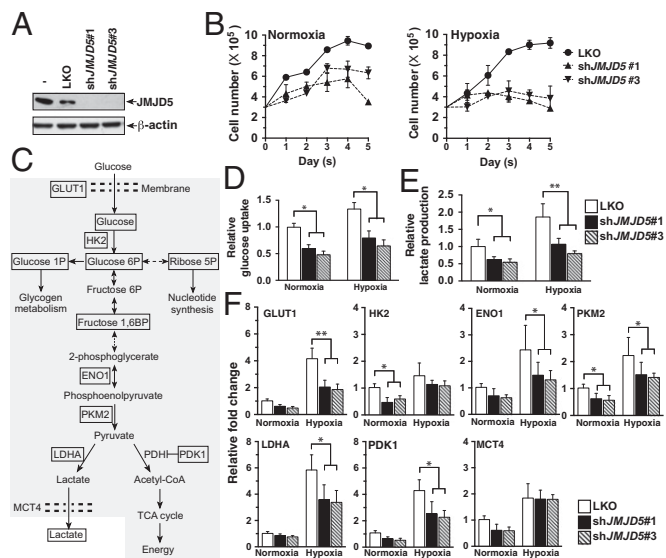 A
-
LKO
shJMJD5#1
shJMJD5#3
JMJD5
β-actin
B
Normoxia
Cell number (X 10⁵)
10
8
6
4
2
0
0 1 2 3 4 5
Day (s)
Hypoxia
Cell number (X 10⁵)
10
8
6
4
2
0
0 1 2 3 4 5
Day (s)
LKO
shJMJD5 #1
shJMJD5 #3
C
Glucose
GLUT1
Membrane
Glucose
HK2
Glucose 1P
Glucose 6P
Ribose 5P
Glycogen metabolism
Fructose 6P
Nucleotide synthesis
Fructose 1,6BP
2-phosphoglycerate
ENO1
Phosphoenolpyruvate
PKM2
Pyruvate
LDHA
PDH
PDK1
Lactate
Acetyl-CoA
MCT4
TCA cycle
Lactate
Energy
D
Relative glucose uptake
1.5
1.0
0.5
0.0
*
*
Normoxia
Hypoxia
E
Relative lactate production
2.5
2.0
1.5
1.0
0.5
0.0
*
**
Normoxia
Hypoxia
LKO
shJMJD5#1
shJMJD5#3
F
Relative fold change
GLUT1
8
6
4
2
0
**
Normoxia Hypoxia
HK2
4
3
2
1
0
*
Normoxia Hypoxia
ENO1
4
3
2
1
0
*
Normoxia Hypoxia
PKM2
4
3
2
1
0
*
*
Normoxia Hypoxia
LDHA
8
6
4
2
0
*
Normoxia Hypoxia
PDK1
8
6
4
2
0
*
Normoxia Hypoxia
MCT4
4
3
2
1
0
Normoxia Hypoxia
LKO
shJMJD5#1
shJMJD5#3